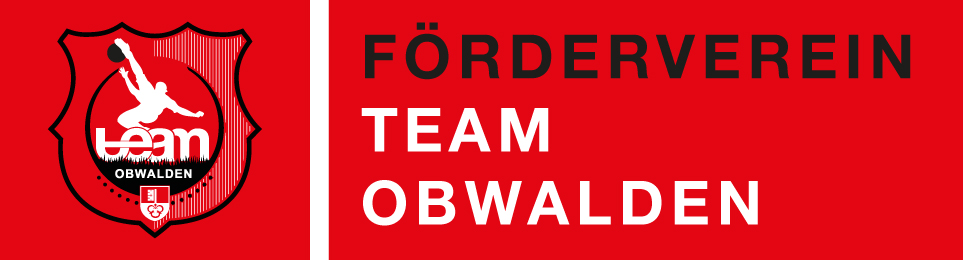 team
OBWALDEN
FÖRDERVEREIN
TEAM
OBWALDEN